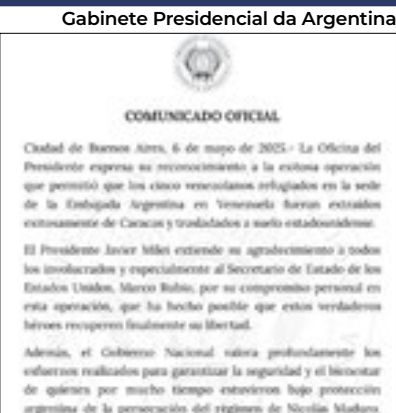 Gabinete Presidencial da Argentina
COMUNICADO OFICIAL
Ciudad de Buenos Aires, 6 de mayo de 2025.- La Oficina del
Presidente expresa su reconocimiento a la exitosa operación
que permitió que los cinco venezolanos refugiados en la sede
de la Embajada Argentina en Venezuela fueran extraídos
exitosamente de Caracas y trasladados a suelo estadounidense.
El Presidente Javier Milei extiende su agradecimiento a todos
los involucrados y especialmente al Secretario de Estado de los
Estados Unidos, Marco Rubio, por su compromiso personal en
esta operación, que ha hecho posible que estos verdaderos
héroes recuperen finalmente su libertad.
Además, el Gobierno Nacional valora profundamente los
esfuerzos realizados para garantizar la seguridad y el bienestar
de quienes por mucho tiempo estuvieron bajo protección
argentina de la persecución del régimen de Nicolás Maduro.